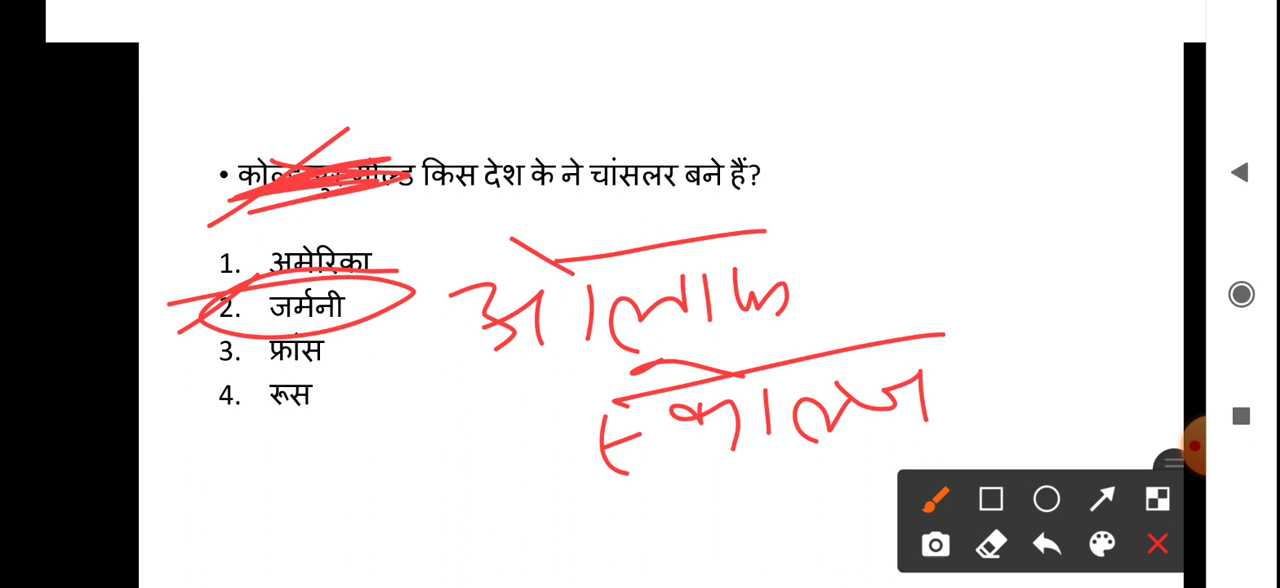 • किस देश के ने चांसलर बने हैं?
1. अमेरिका
2. जर्मनी
3. फ्रांस
4. रूस
ओलाफ